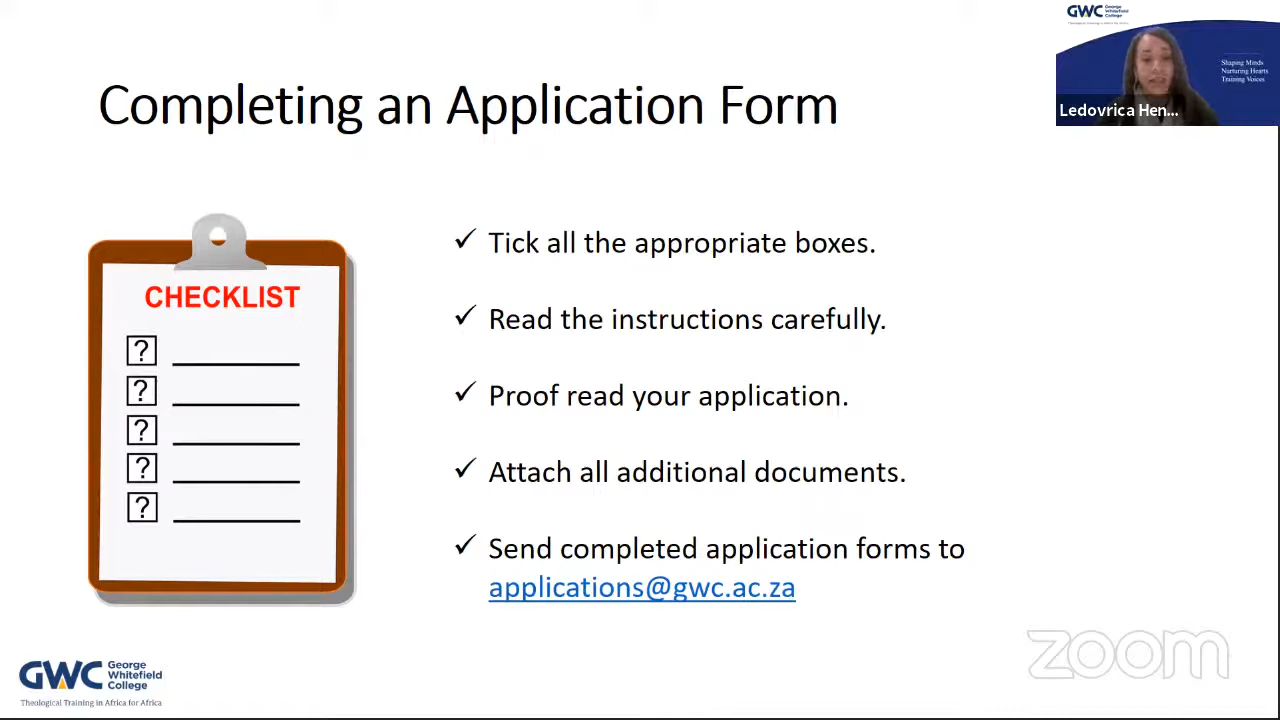 GWC George Whitefield College
Shaping Minds
Nurturing Hearts
Training Voices
Ledovrica Hen...
Completing an Application Form
CHECKLIST
?
?
?
?
?
✓ Tick all the appropriate boxes.
✓ Read the instructions carefully.
✓ Proof read your application.
✓ Attach all additional documents.
✓ Send completed application forms to
applications@gwc.ac.za
GWC George Whitefield College
Theological Training in Africa for Africa
zoom